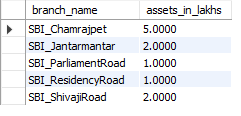 branch_name assets_in_lakhs
SBI_Chamrajpet 5.0000
SBI_Jantarmantar 2.0000
SBI_ParliamentRoad 1.0000
SBI_ResidencyRoad 1.0000
SBI_ShivajiRoad 2.0000